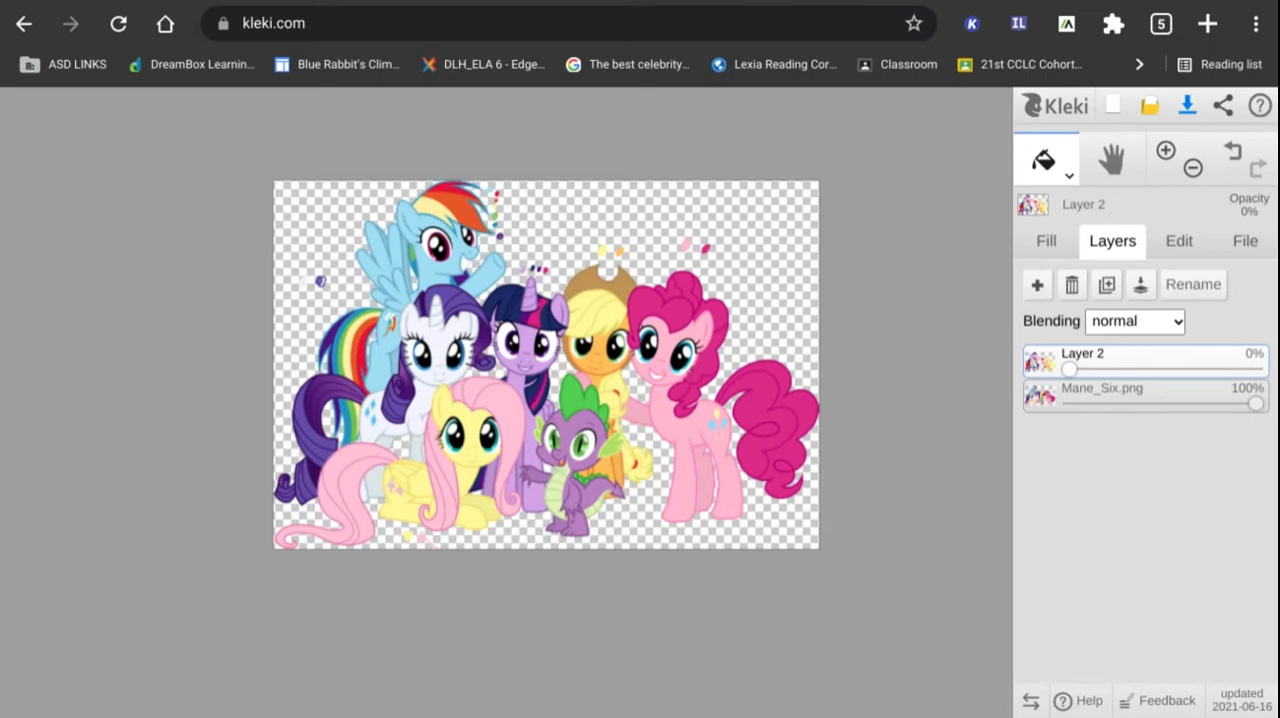 kleki.com
K IL 5
ASD LINKS DreamBox Learnin... Blue Rabbit's Clim... DLH_ELA 6 - Edge... The best celebrity... Lexia Reading Cor... Classroom 21st CCLC Cohort... Reading list
Kleki
Layer 2 Opacity
0%
Fill Layers Edit File
Rename
Blending normal
Layer 2 0%
Mane_Six.png 100%
Help Feedback updated
2021-06-16